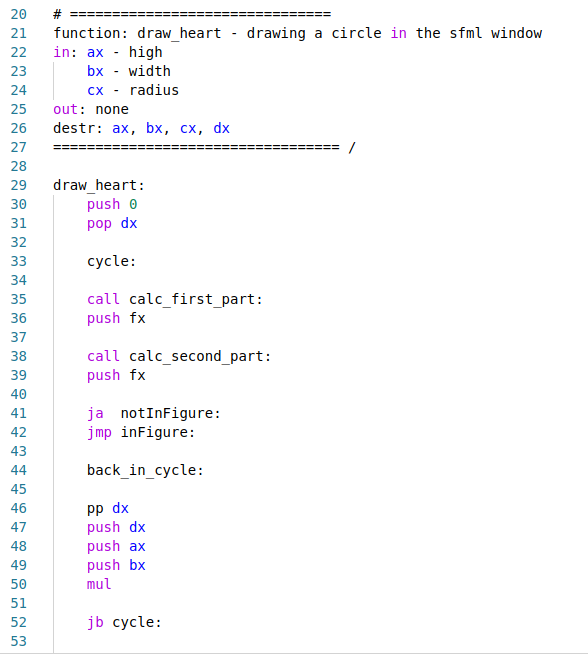 20 # ===============================
21 function: draw_heart - drawing a circle in the sfml window
22 in: ax - high
23     bx - width
24     cx - radius
25 out: none
26 destr: ax, bx, cx, dx
27 ================================== /
28
29 draw_heart:
30     push 0
31     pop dx
32
33     cycle:
34
35     call calc_first_part:
36     push fx
37
38     call calc_second_part:
39     push fx
40
41     ja  notInFigure:
42     jmp inFigure:
43
44     back_in_cycle:
45
46     pp dx
47     push dx
48     push ax
49     push bx
50     mul
51
52     jb cycle:
53